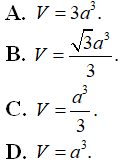 A. V = 3a³.
B. V = √3a³/3.
C. V = a³/3.
D. V = a³.